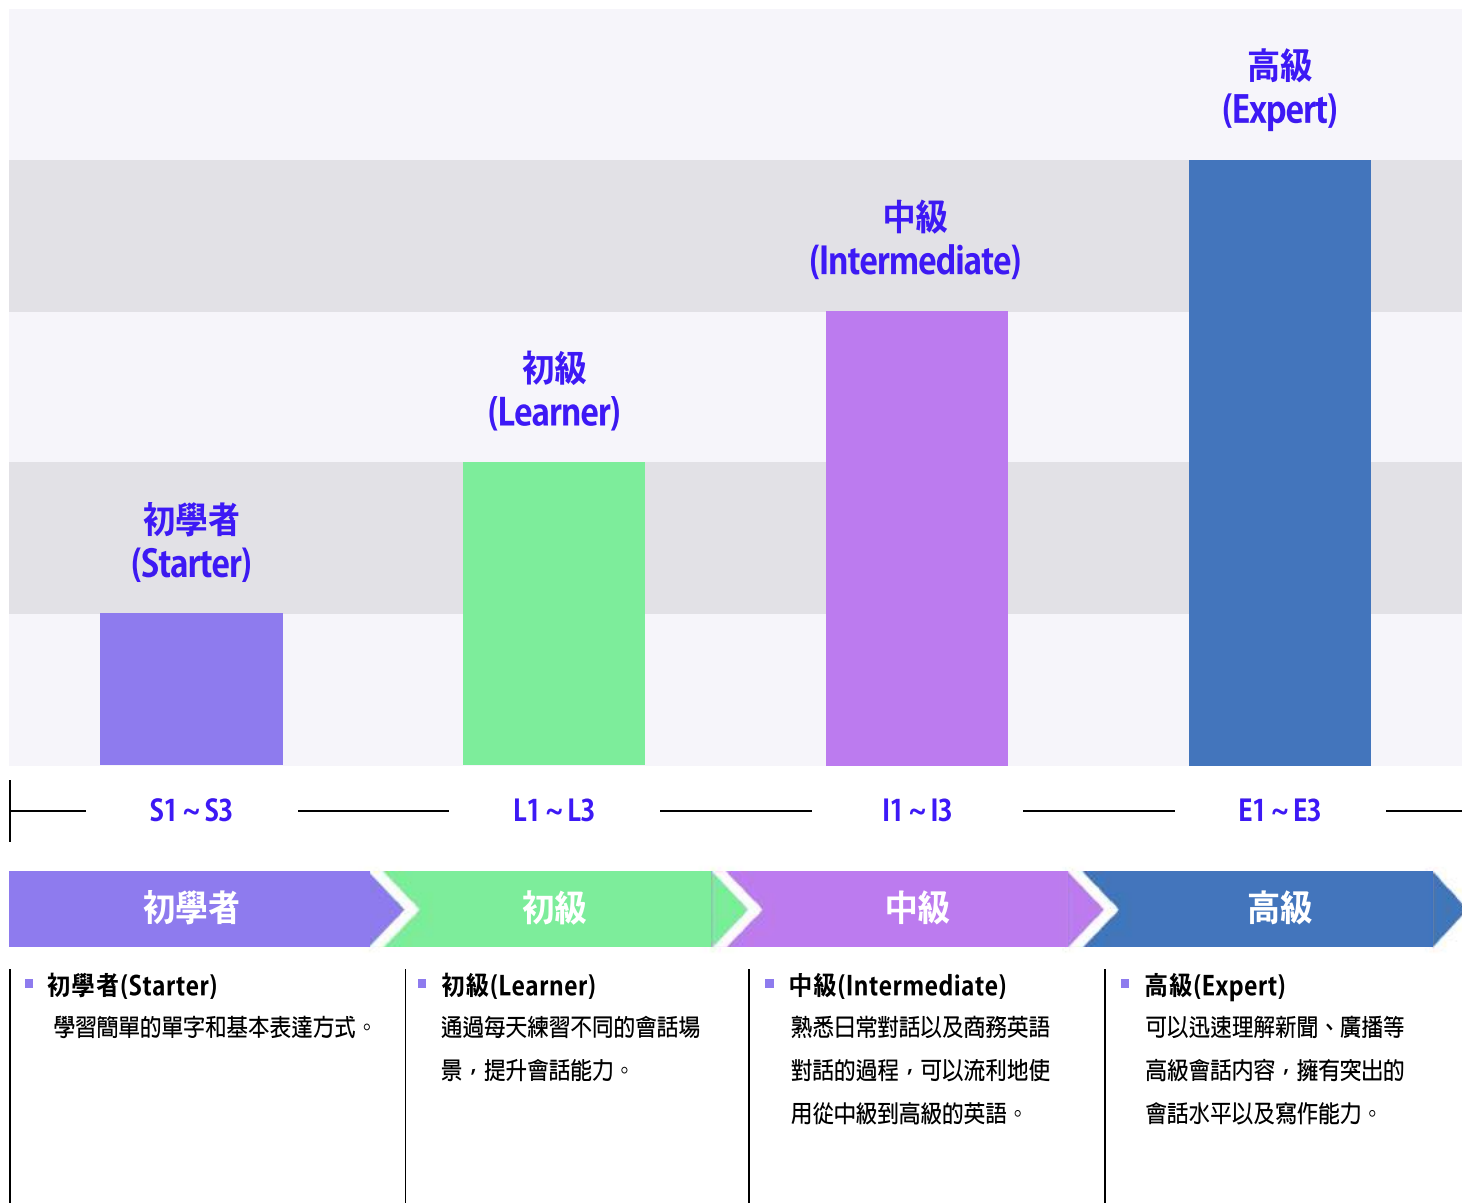 高級
(Expert)
中級
(Intermediate)
初級
(Learner)
初學者
(Starter)
S1～S3
L1～L3
I1～I3
E1～E3
初學者
初級
中級
高級
初學者(Starter)
學習簡單的單字和基本表達方式。
初級(Learner)
通過每天練習不同的會話場
景，提升會話能力。
中級(Intermediate)
熟悉日常對話以及商務英語
對話的過程，可以流利地使
用從中級到高級的英語。
高級(Expert)
可以迅速理解新聞、廣播等
高級會話內容，擁有突出的
會話水平以及寫作能力。